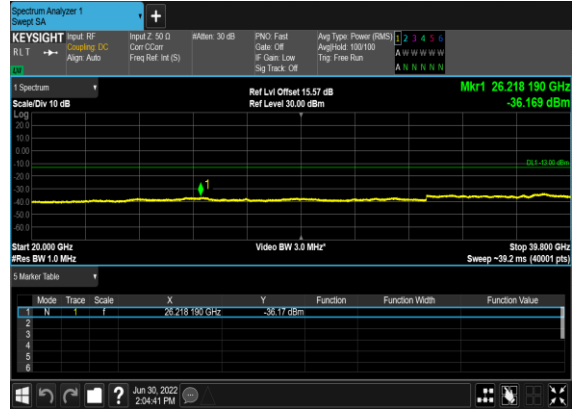 Spectrum Analyzer 1
Swept SA
+
KEYSIGHT Input: RF Input Z: 50 Ω #Atten: 30 dB PNO: Fast Avg Type: Power (RMS) 1 2 3 4 5 6
RLT Coupling: DC Corr CCorr Gate: Off Avg|Hold: 100/100 A W W W W W
Align: Auto Freq Ref: Int (S) IF Gain: Low Trig: Free Run
Sig Track: Off A N N N N N
1 Spectrum
Ref Lvl Offset 15.57 dB Mkr1 26.218 190 GHz
Scale/Div 10 dB Ref Level 30.00 dBm -36.169 dBm
Log
20.0
10.0
0.00
-10.0 DL1 -13.00 dBm
-20.0
-30.0 1
-40.0
-50.0
-60.0
Start 20.000 GHz Video BW 3.0 MHz* Stop 39.800 GHz
#Res BW 1.0 MHz Sweep ~39.2 ms (40001 pts)
5 Marker Table
Mode Trace Scale X Y Function Function Width Function Value
1 N 1 f 26.218 190 GHz -36.17 dBm
2
3
4
5
6
? Jun 30, 2022
2:04:41 PM